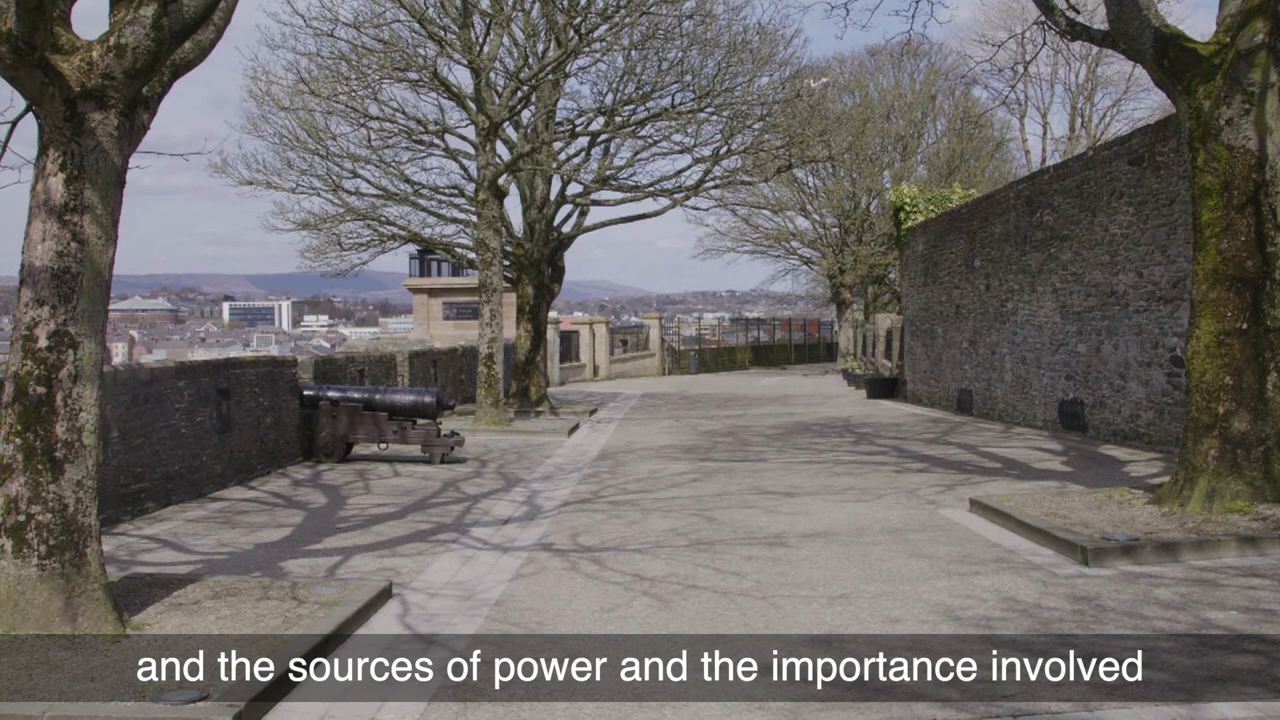 and the sources of power and the importance involved